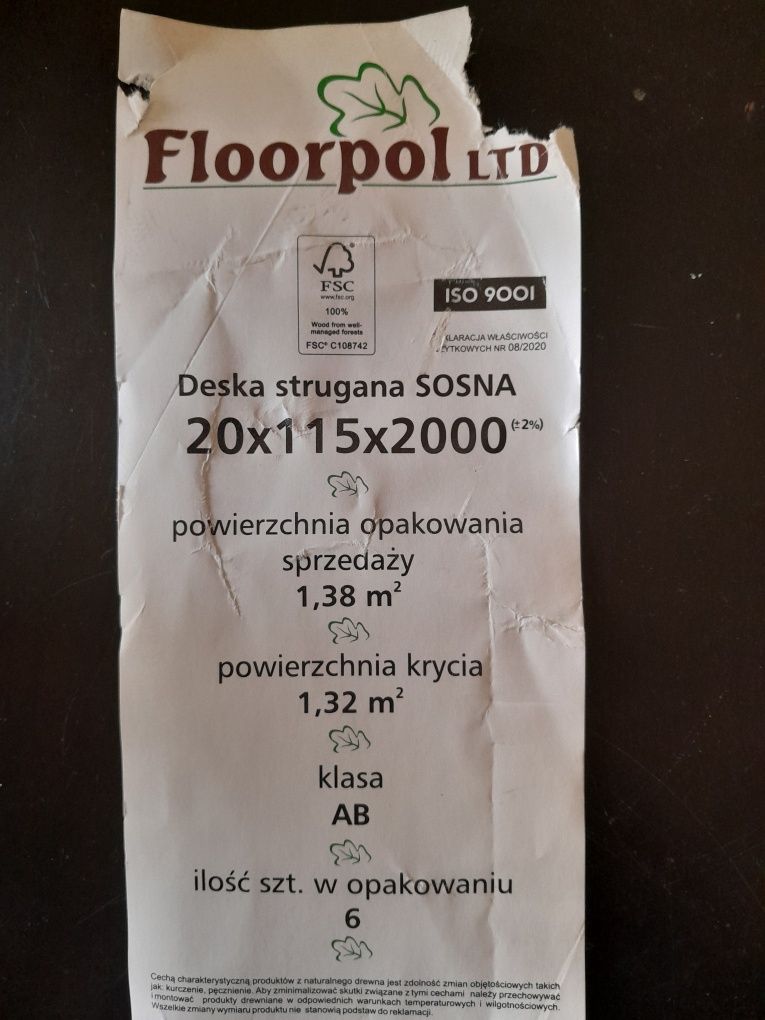 Floorpol LTD
FSC
www.fsc.org
100%
Wood from well-
managed forests
FSC® C108742
ISO 9001
KLARACJA WŁAŚCIWOŚCI
YTKOWYCH NR 08/2020
Deska strugana SOSNA
20x115x2000 (±2%)
powierzchnia opakowania
sprzedaży
1,38 m²
powierzchnia krycia
1,32 m²
klasa
AB
ilość szt. w opakowaniu
6
Cechą charakterystyczną produktów z naturalnego drewna jest zdolność zmian objętościowych takich
jak: kurczenie, pęcznienie. Aby zminimalizować skutki związane z tymi cechami należy przechowywać
i montować produkty drewniane w odpowiednich warunkach temperaturowych i wilgotnościowych.
Wszelkie zmiany wymiaru produktu nie stanowią podstaw do reklamacji.